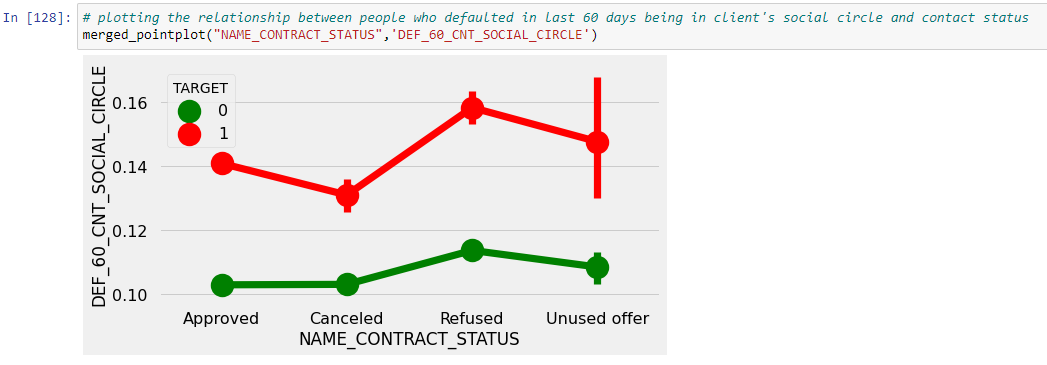 In [128]: # plotting the relationship between people who defaulted in last 60 days being in client's social circle and contact status
merged_pointplot("NAME_CONTRACT_STATUS",'DEF_60_CNT_SOCIAL_CIRCLE')
DEF_60_CNT_SOCIAL_CIRCLE
TARGET
0
1
0.16
0.14
0.12
0.10
Approved Canceled Refused Unused offer
NAME_CONTRACT_STATUS